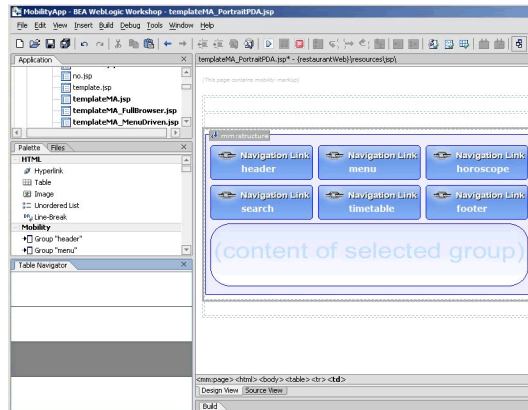 MobilityApp - BEA WebLogic Workshop - templateMA_PortraitPDA.jsp
File Edit View Insert Build Debug Tools Window Help
Application
no.jsp
template.jsp
templateMA.jsp
templateMA_FullBrowser.jsp
templateMA_MenuDriven.jsp
Palette Files
HTML
Hyperlink
Table
Image
Unordered List
Line-Break
Mobility
Group "header"
Group "menu"
Table Navigator
templateMA_PortraitPDA.jsp* - {restaurantWeb}\resources\jsp\
(This page contains mobility markup)
mm:structure
Navigation Link header
Navigation Link menu
Navigation Link horoscope
Navigation Link search
Navigation Link timetable
Navigation Link footer
(content of selected group)
<mm:page> <html> <body> <table> <tr> <td>
Design View Source View
Build